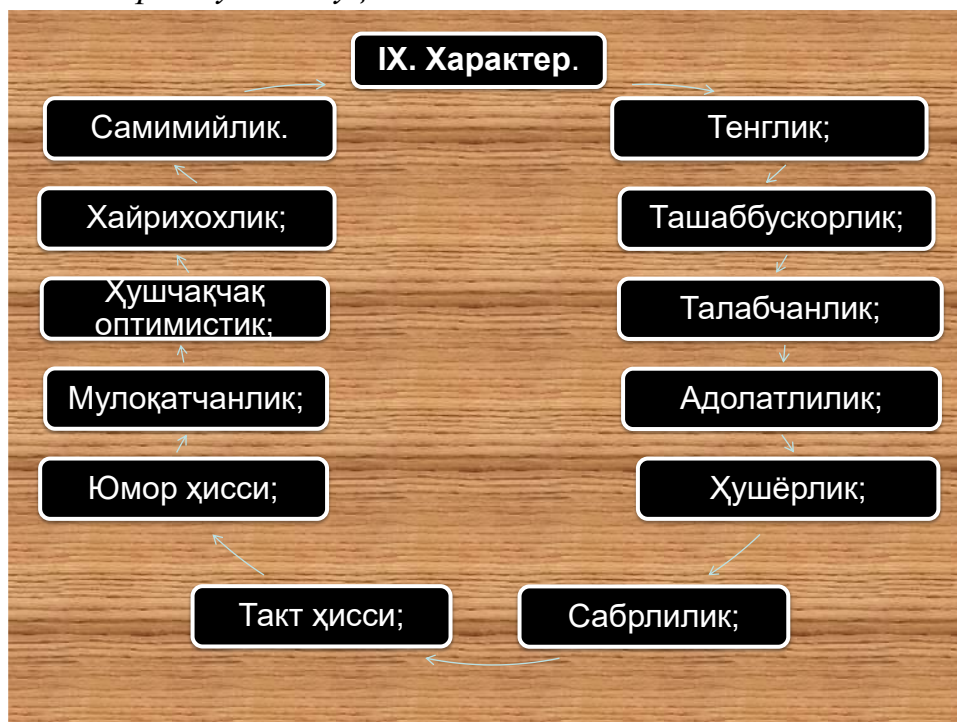 IX. Характер.
Тенглик;
Ташаббускорлик;
Талабчанлик;
Адолатлилик;
Ҳушёрлик;
Сабрлилик;
Такт ҳисси;
Юмор ҳисси;
Мулоқатчанлик;
Ҳушчақчақ
оптимистик;
Хайрихохлик;
Самимийлик.